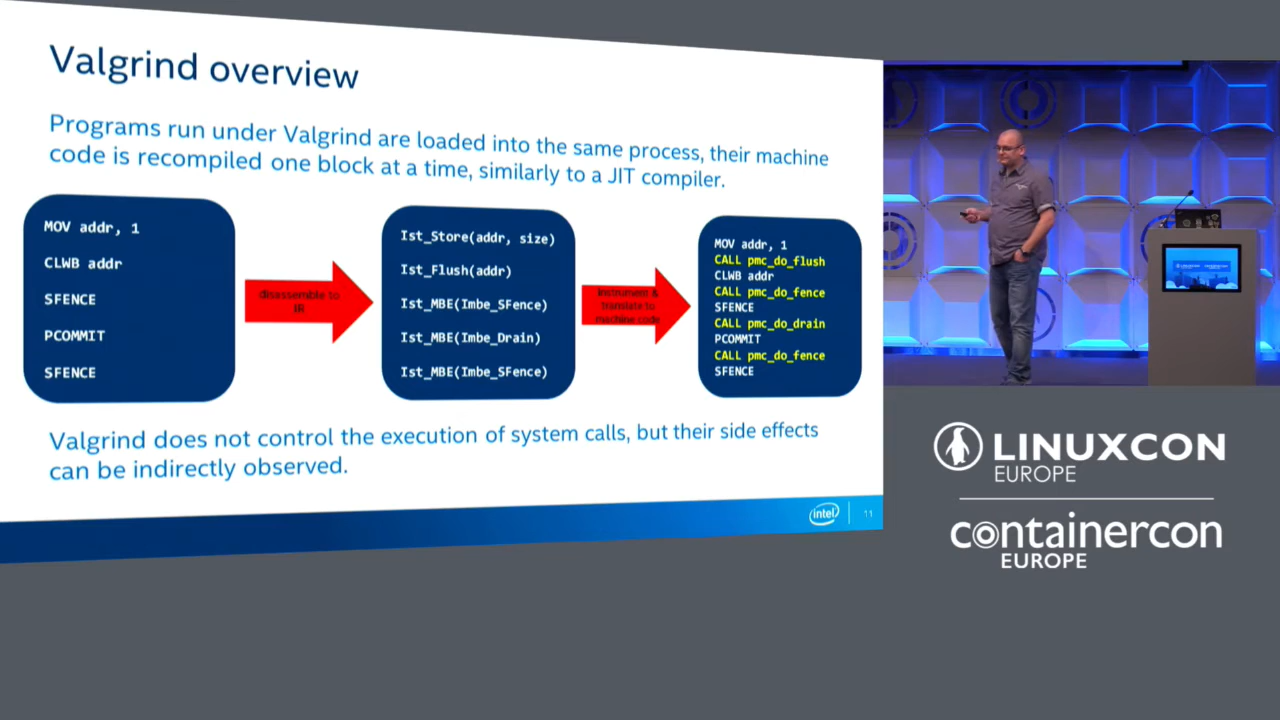 Valgrind overview
Programs run under Valgrind are loaded into the same process, their machine
code is recompiled one block at a time, similarly to a JIT compiler.
MOV addr, 1
CLWB addr
SFENCE
PCOMMIT
SFENCE
disassemble to
IR
Ist_Store(addr, size)
Ist_Flush(addr)
Ist_MBE(Imbe_SFence)
Ist_MBE(Imbe_Drain)
Ist_MBE(Imbe_SFence)
instrument &
translate to
machine code
MOV addr, 1
CALL pmc_do_flush
CLWB addr
CALL pmc_do_fence
SFENCE
CALL pmc_do_drain
PCOMMIT
CALL pmc_do_fence
SFENCE
Valgrind does not control the execution of system calls, but their side effects
can be indirectly observed.
intel
11
LINUXCON
EUROPE
containercon
EUROPE